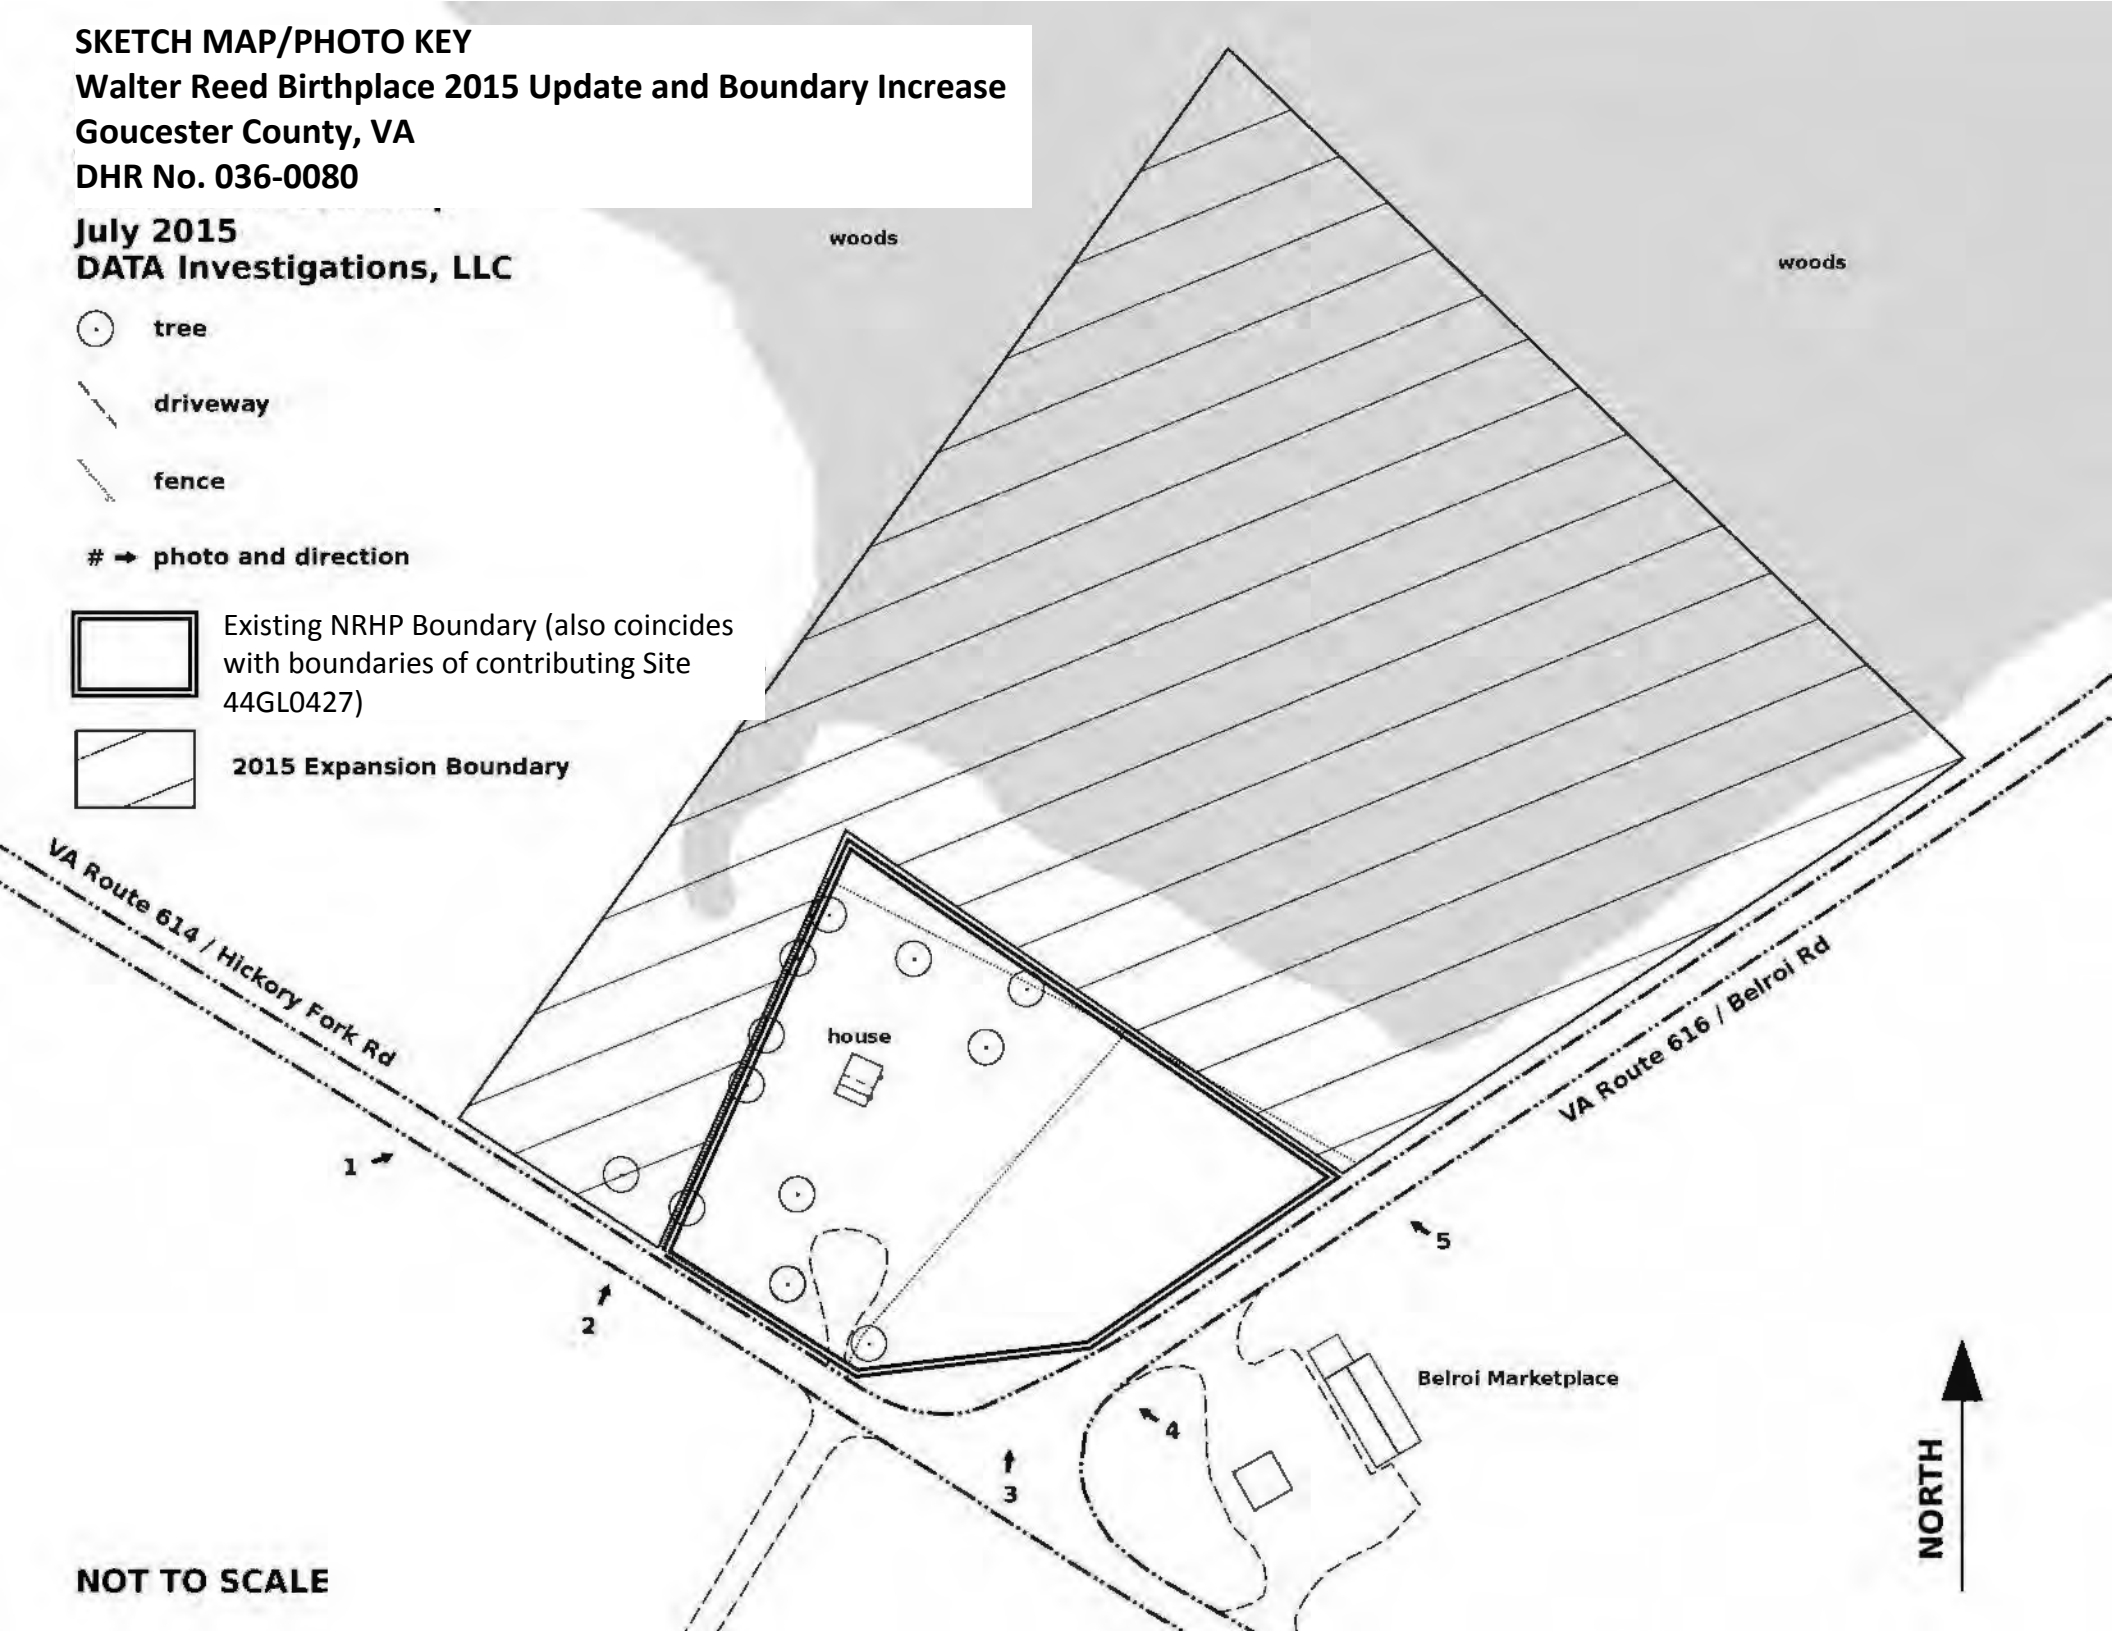 SKETCH MAP/PHOTO KEY
Walter Reed Birthplace 2015 Update and Boundary Increase
Goucester County, VA
DHR No. 036-0080
July 2015
DATA Investigations, LLC
woods
woods
tree
driveway
fence
# → photo and direction
Existing NRHP Boundary (also coincides
with boundaries of contributing Site
44GL0427)
2015 Expansion Boundary
VA Route 614 / Hickory Fork Rd
VA Route 616 / Belroi Rd
house
1
2
3
4
5
Belroi Marketplace
NORTH
NOT TO SCALE